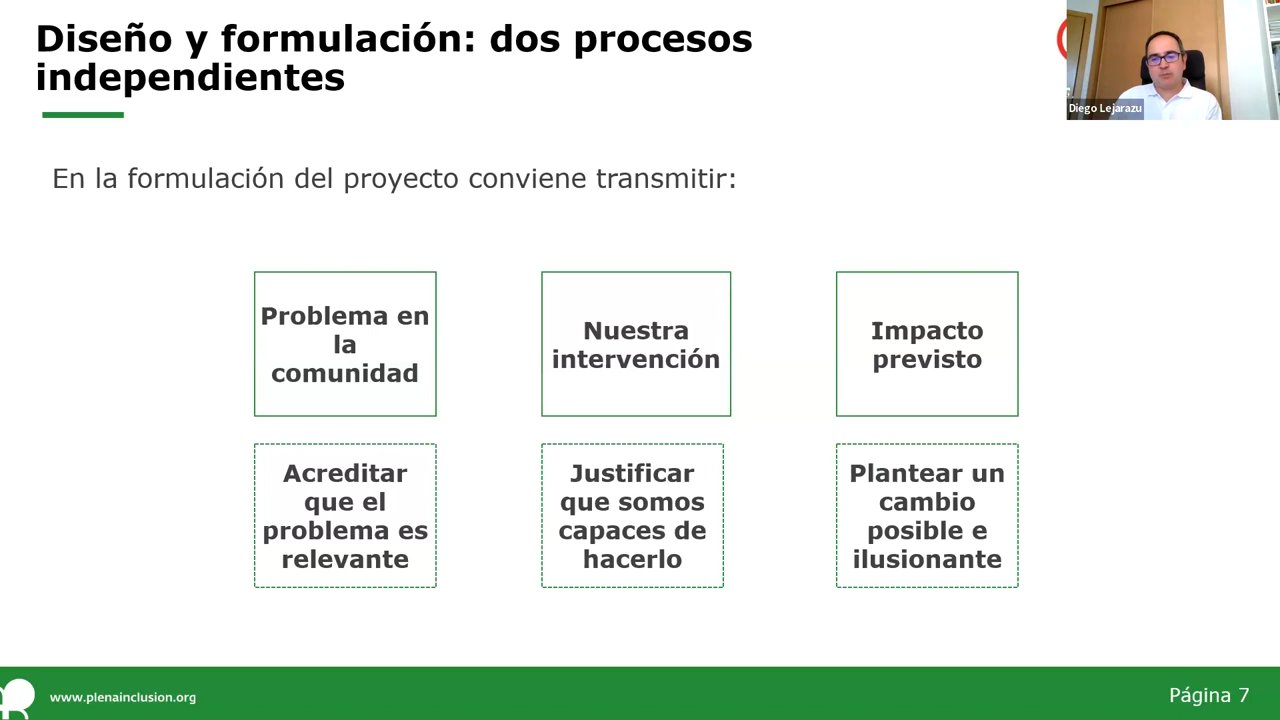 Diseño y formulación: dos procesos
independientes
Diego Lejarazu
En la formulación del proyecto conviene transmitir:
Problema en
la
comunidad
Nuestra
intervención
Impacto
previsto
Acreditar
que el
problema es
relevante
Justificar
que somos
capaces de
hacerlo
Plantear un
cambio
posible e
ilusionante
www.plenainclusion.org
Página 7